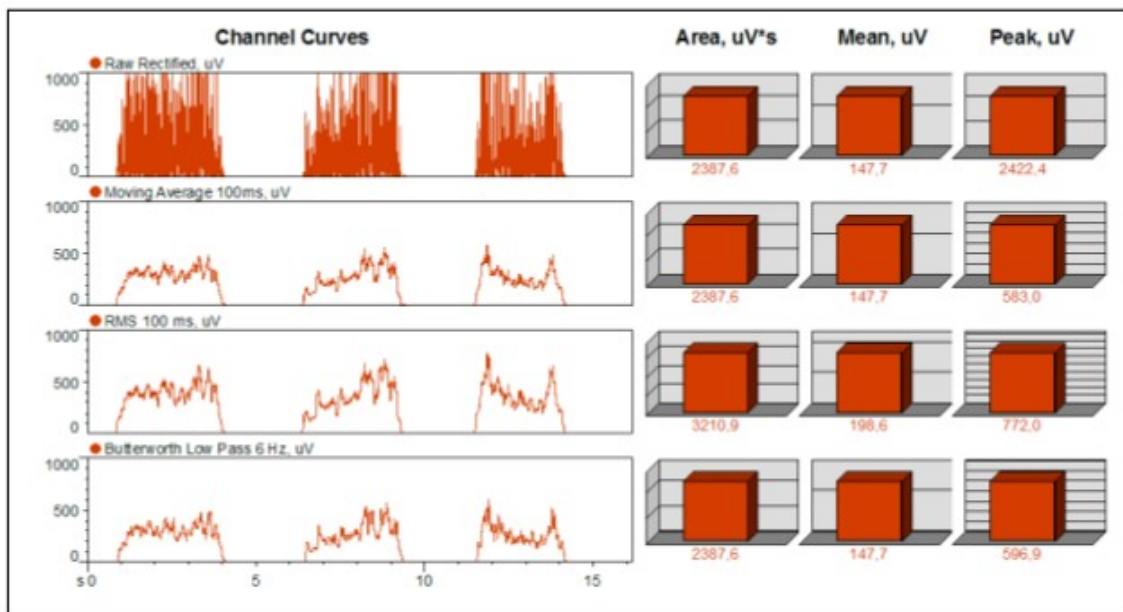 Channel Curves Area, uV*s Mean, uV Peak, uV
Raw Rectified, uV
1000
500
0
2387,6 147,7 2422,4
Moving Average 100ms, uV
1000
500
0
2387,6 147,7 583,0
RMS 100 ms, uV
1000
500
0
3210,9 198,6 772,0
Butterworth Low Pass 6 Hz, uV
1000
500
0
2387,6 147,7 596,9
s 0 5 10 15